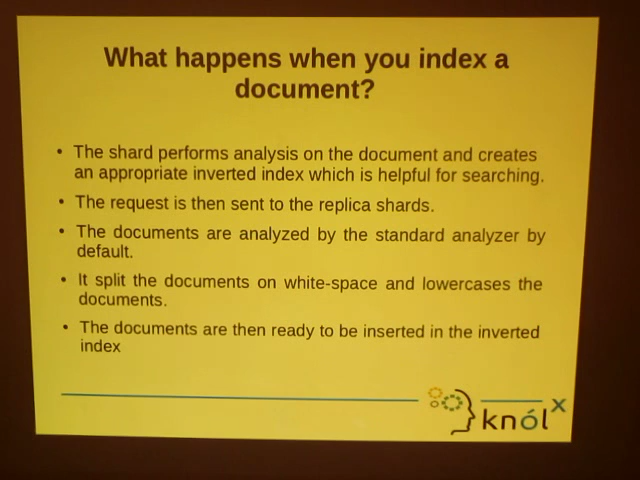 What happens when you index a
document?
• The shard performs analysis on the document and creates
an appropriate inverted index which is helpful for searching.
• The request is then sent to the replica shards.
• The documents are analyzed by the standard analyzer by
default.
• It split the documents on white-space and lowercases the
documents.
• The documents are then ready to be inserted in the inverted
index
knólx